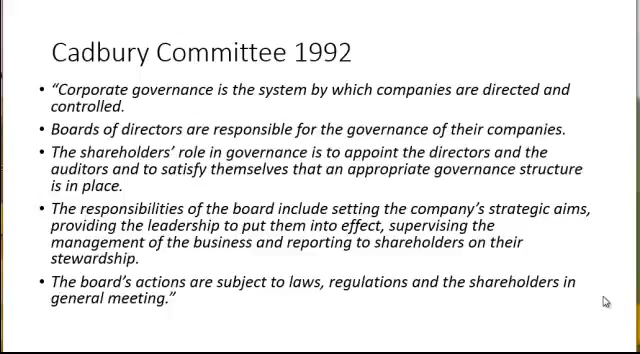 Cadbury Committee 1992
• “Corporate governance is the system by which companies are directed and
controlled.
• Boards of directors are responsible for the governance of their companies.
• The shareholders’ role in governance is to appoint the directors and the
auditors and to satisfy themselves that an appropriate governance structure
is in place.
• The responsibilities of the board include setting the company’s strategic aims,
providing the leadership to put them into effect, supervising the
management of the business and reporting to shareholders on their
stewardship.
• The board’s actions are subject to laws, regulations and the shareholders in
general meeting.”